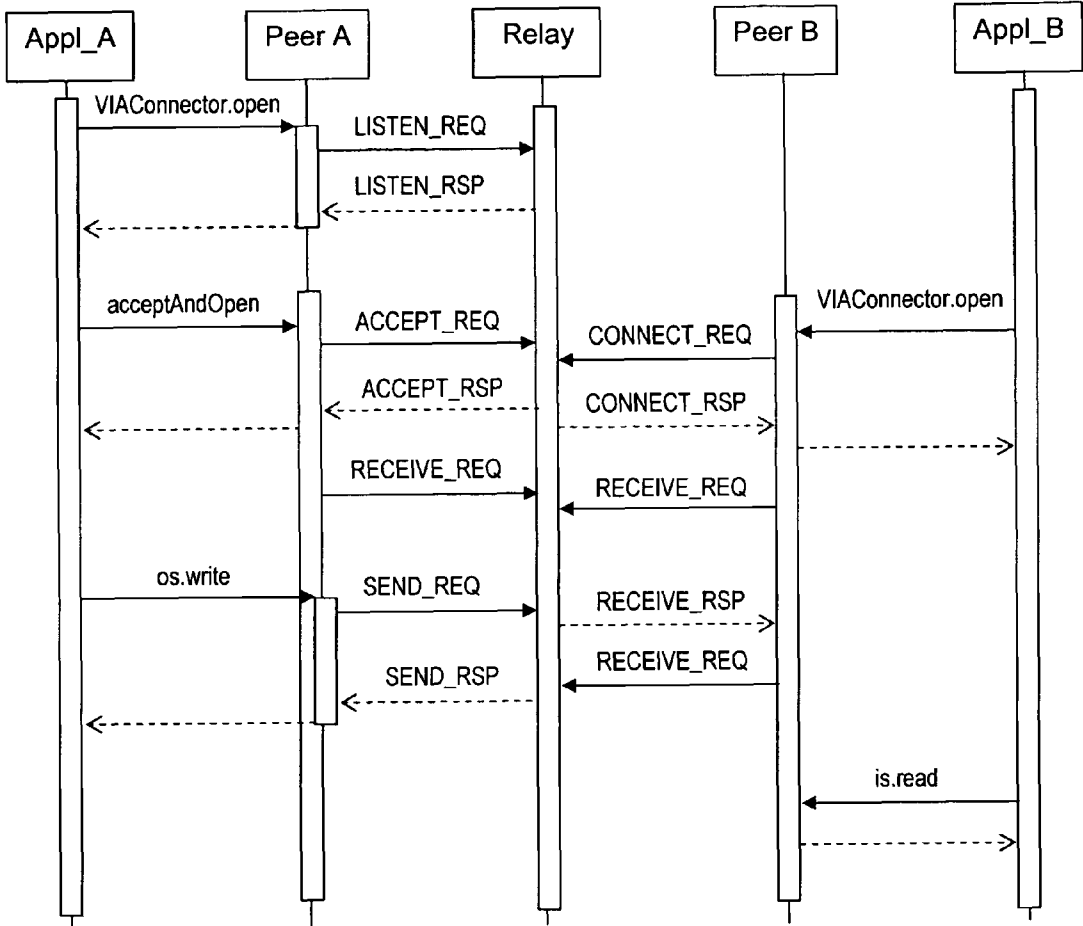 Appl_A
Peer A
Relay
Peer B
Appl_B
VIAConnector.open
LISTEN_REQ
LISTEN_RSP
acceptAndOpen
VIAConnector.open
ACCEPT_REQ
CONNECT_REQ
ACCEPT_RSP
CONNECT_RSP
RECEIVE_REQ
RECEIVE_REQ
os.write
SEND_REQ
RECEIVE_RSP
RECEIVE_REQ
SEND_RSP
is.read